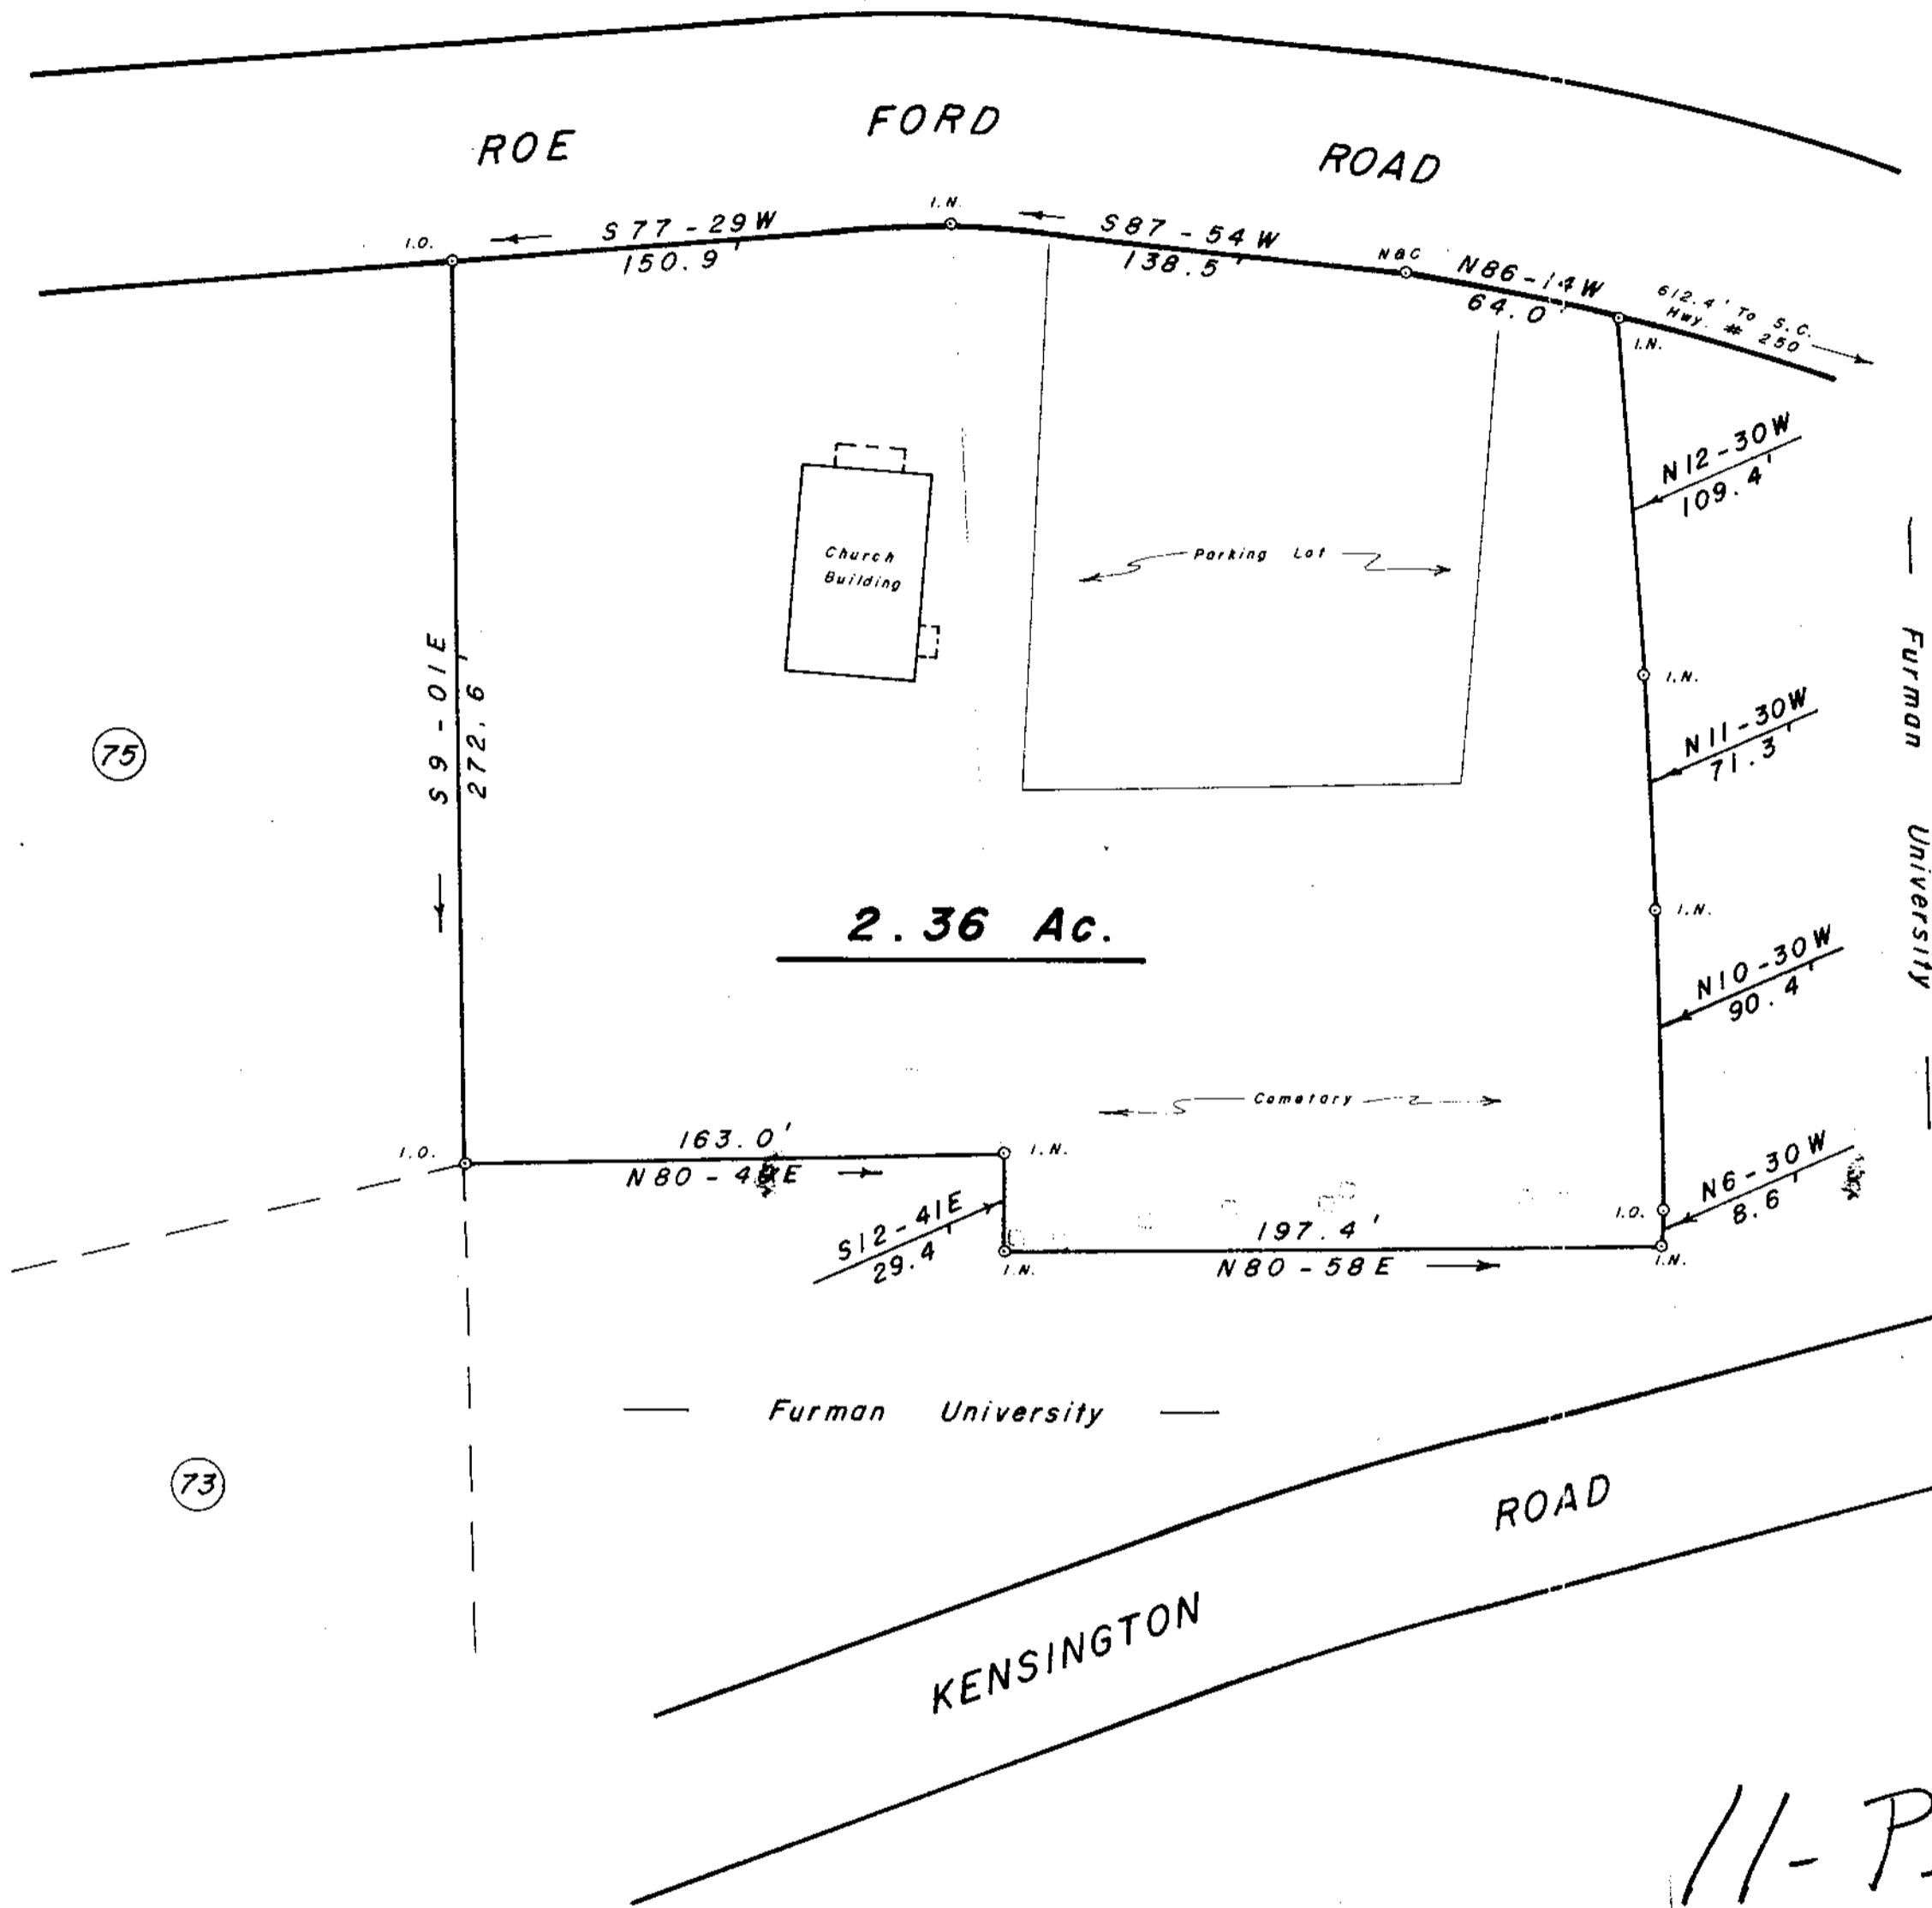 ROE FORD ROAD
I.O.
S 77 - 29 W
150.9'
I.N.
S 87 - 54 W
138.5'
N&C
N 86 - 14 W
64.0'
I.N.
612.4' To S.C.
Hwy. # 250
N 12 - 30 W
109.4'
Church
Building
Parking Lot
Furman University
S 9 - 01 E
272.6'
I.N.
N 11 - 30 W
71.3'
75
I.N.
2.36 Ac.
N 10 - 30 W
90.4'
Cemetary
I.O.
163.0'
N 80 - E
I.N.
S 12 - 41 E
29.4'
I.N.
197.4'
N 80 - 58 E
I.O.
N 6 - 30 W
8.6'
I.N.
Furman University
73
KENSINGTON ROAD
11-P